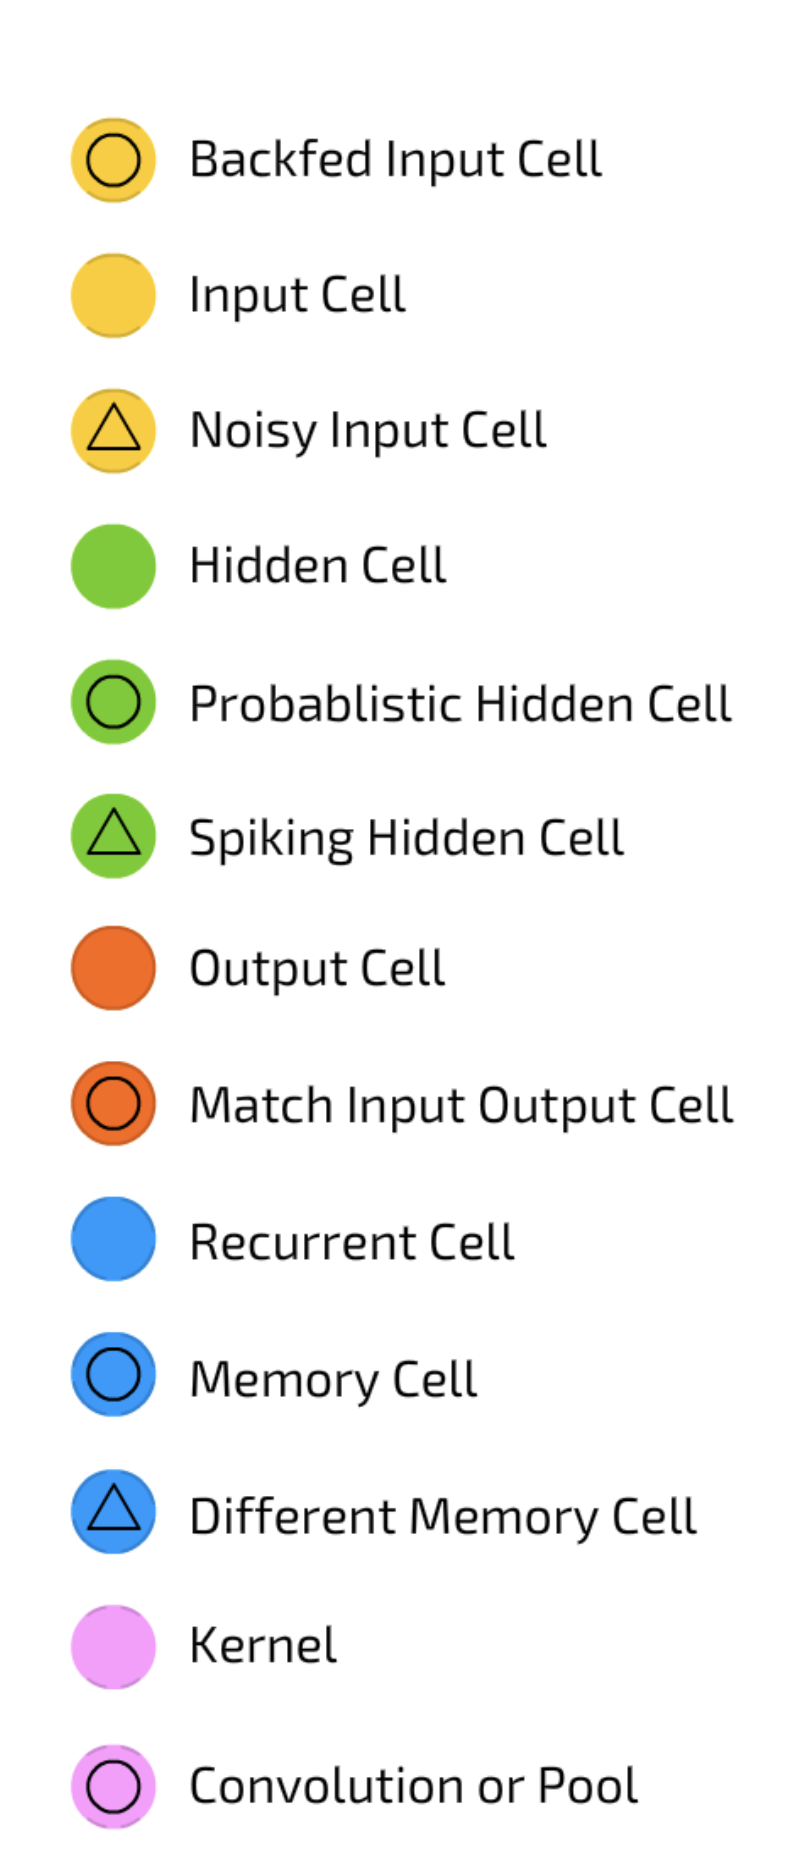 Backfed Input Cell
Input Cell
Noisy Input Cell
Hidden Cell
Probablistic Hidden Cell
Spiking Hidden Cell
Output Cell
Match Input Output Cell
Recurrent Cell
Memory Cell
Different Memory Cell
Kernel
Convolution or Pool